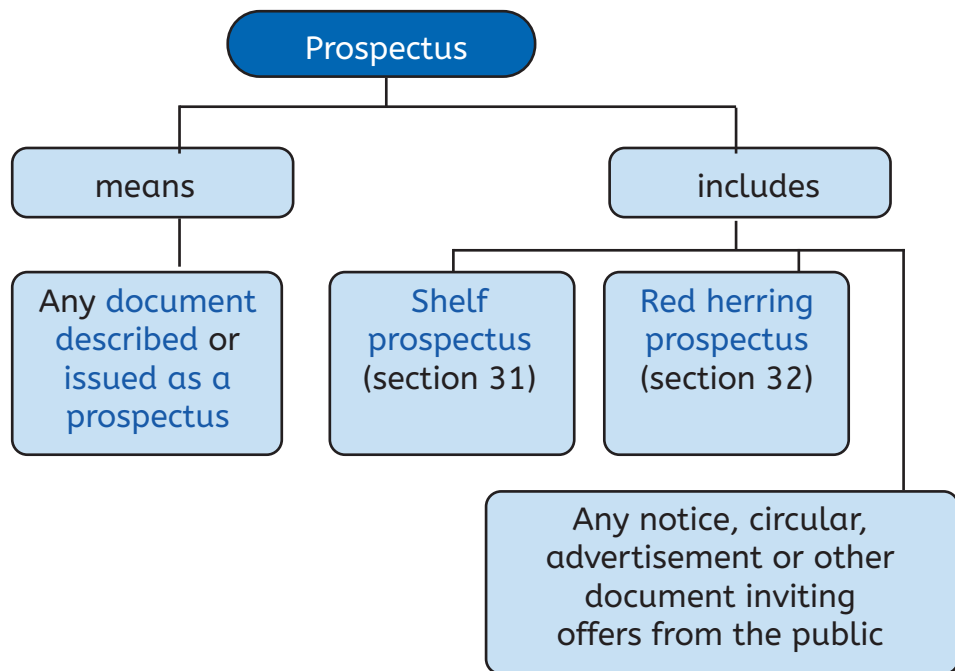 Prospectus
means
includes
Any document
described or
issued as a
prospectus
Shelf
prospectus
(section 31)
Red herring
prospectus
(section 32)
Any notice, circular,
advertisement or other
document inviting
offers from the public